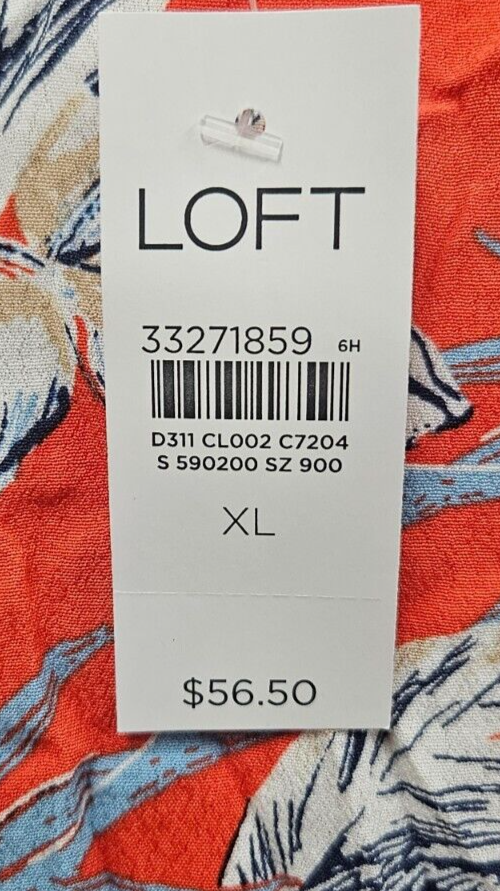 LOFT
33271859 6H
D311 CL002 C7204
S 590200 SZ 900
XL
$56.50